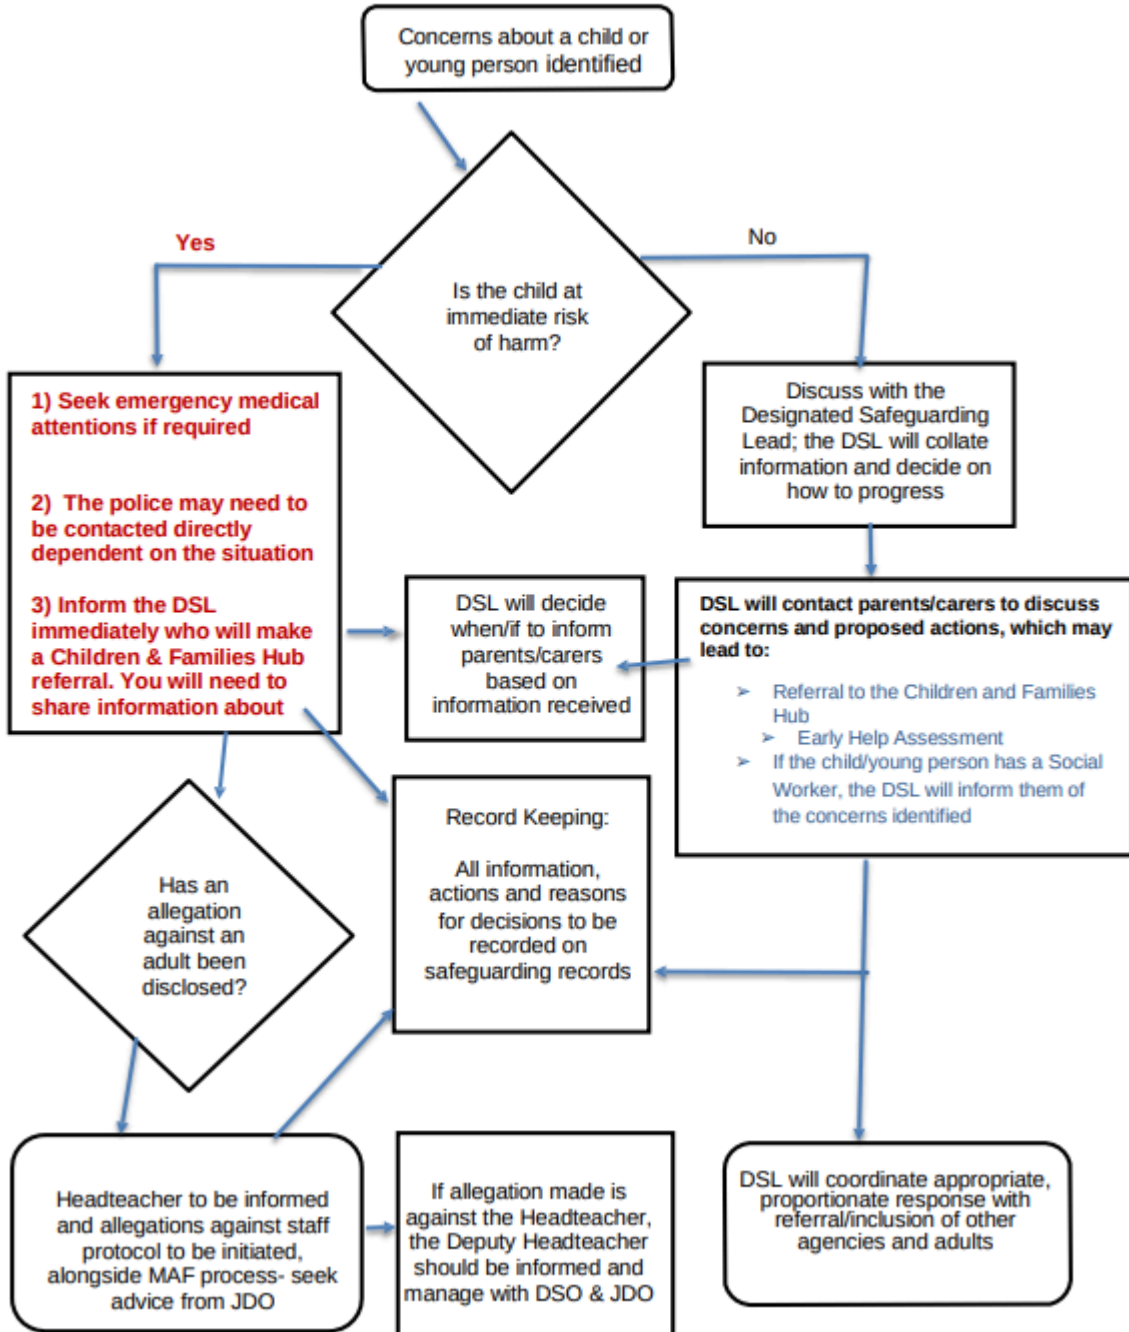 Concerns about a child or
young person identified
Yes
No
Is the child at
immediate risk
of harm?
1) Seek emergency medical
attentions if required
2) The police may need to
be contacted directly
dependent on the situation
3) Inform the DSL
immediately who will make
a Children & Families Hub
referral. You will need to
share information about
Discuss with the
Designated Safeguarding
Lead; the DSL will collate
information and decide on
how to progress
DSL will decide
when/if to inform
parents/carers
based on
information received
DSL will contact parents/carers to discuss
concerns and proposed actions, which may
lead to:
➢ Referral to the Children and Families
Hub
➢ Early Help Assessment
➢ If the child/young person has a Social
Worker, the DSL will inform them of
the concerns identified
Record Keeping:
All information,
actions and reasons
for decisions to be
recorded on
safeguarding records
Has an
allegation
against an
adult been
disclosed?
Headteacher to be informed
and allegations against staff
protocol to be initiated,
alongside MAF process- seek
advice from JDO
If allegation made is
against the Headteacher,
the Deputy Headteacher
should be informed and
manage with DSO & JDO
DSL will coordinate appropriate,
proportionate response with
referral/inclusion of other
agencies and adults